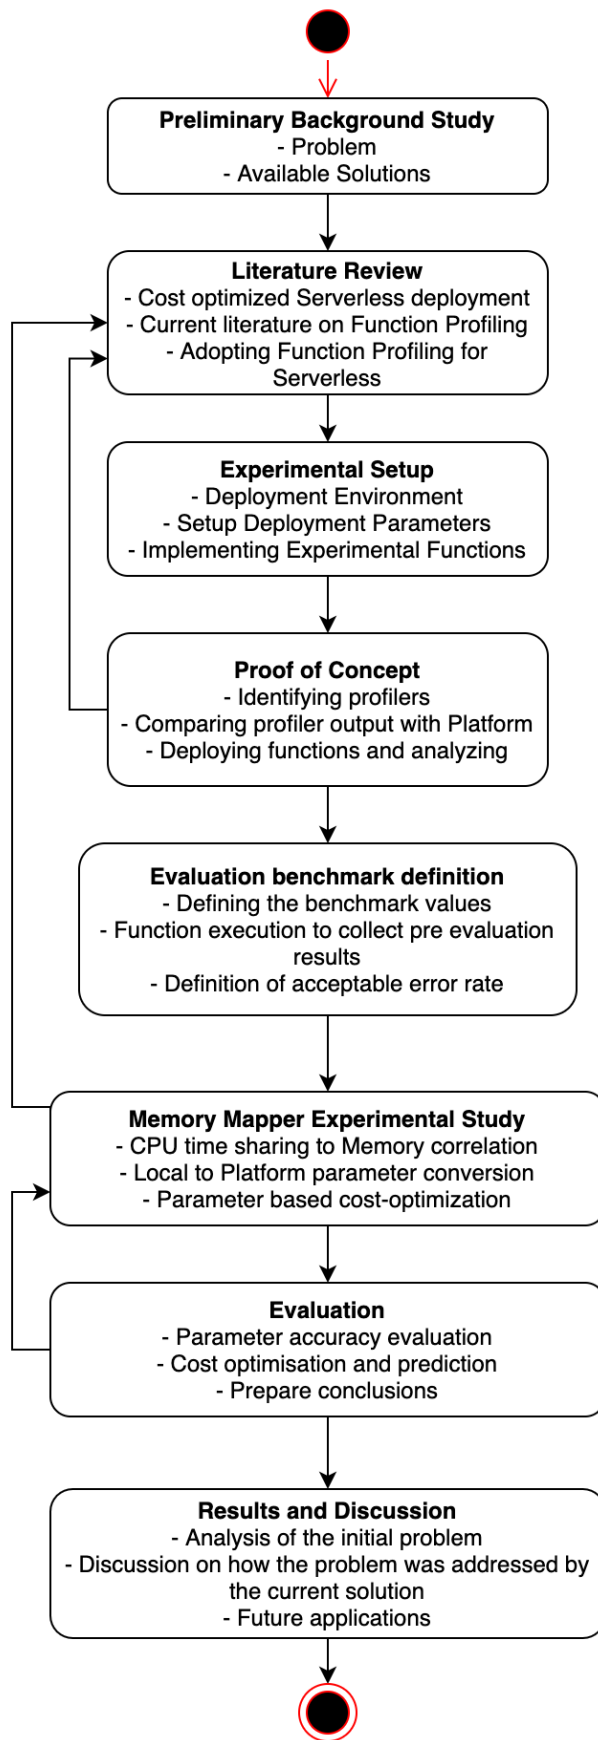 Preliminary Background Study
- Problem
- Available Solutions
Literature Review
- Cost optimized Serverless deployment
- Current literature on Function Profiling
- Adopting Function Profiling for
Serverless
Experimental Setup
- Deployment Environment
- Setup Deployment Parameters
- Implementing Experimental Functions
Proof of Concept
- Identifying profilers
- Comparing profiler output with Platform
- Deploying functions and analyzing
Evaluation benchmark definition
- Defining the benchmark values
- Function execution to collect pre evaluation
results
- Definition of acceptable error rate
Memory Mapper Experimental Study
- CPU time sharing to Memory correlation
- Local to Platform parameter conversion
- Parameter based cost-optimization
Evaluation
- Parameter accuracy evaluation
- Cost optimisation and prediction
- Prepare conclusions
Results and Discussion
- Analysis of the initial problem
- Discussion on how the problem was addressed by
the current solution
- Future applications